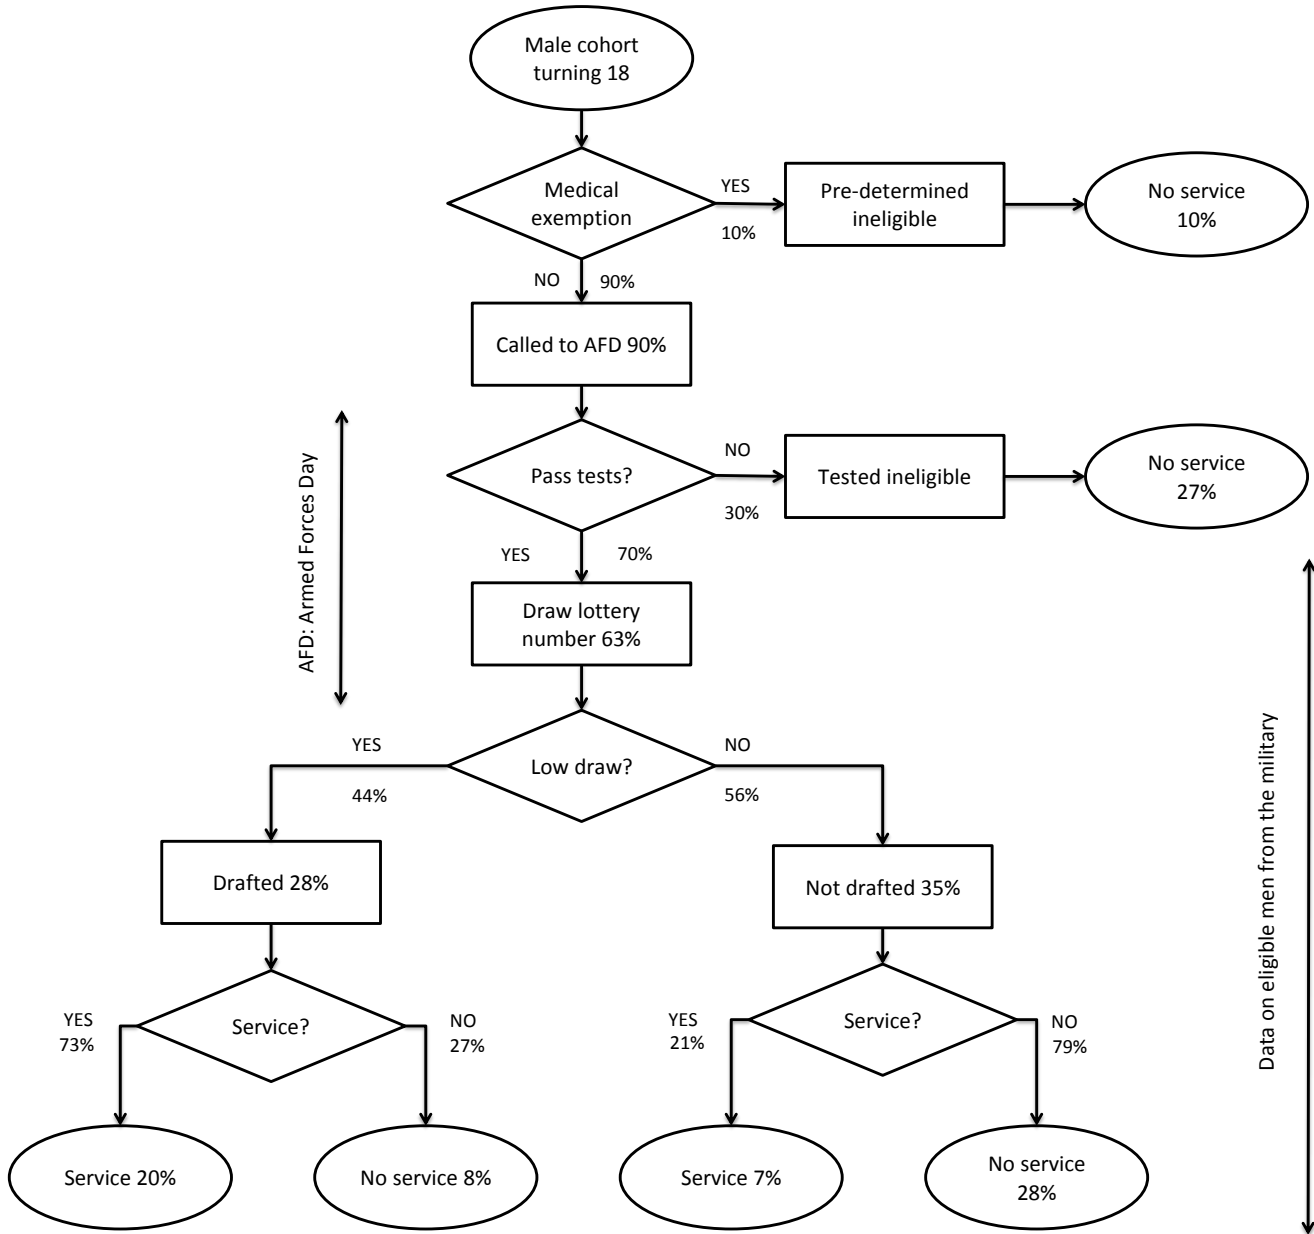 Male cohort
turning 18
Medical
exemption
YES
10%
Pre-determined
ineligible
No service
10%
NO 90%
Called to AFD 90%
Pass tests?
NO
30%
Tested ineligible
No service
27%
YES 70%
AFD: Armed Forces Day
Draw lottery
number 63%
Low draw?
YES
44%
NO
56%
Drafted 28%
Not drafted 35%
Data on eligible men from the military
Service?
YES
73%
NO
27%
Service?
YES
21%
NO
79%
Service 20%
No service 8%
Service 7%
No service
28%